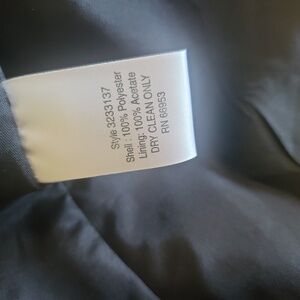 Style 3233137
Shell : 100% Polyester
Lining: 100% Acetate
DRY CLEAN ONLY
RN 66953